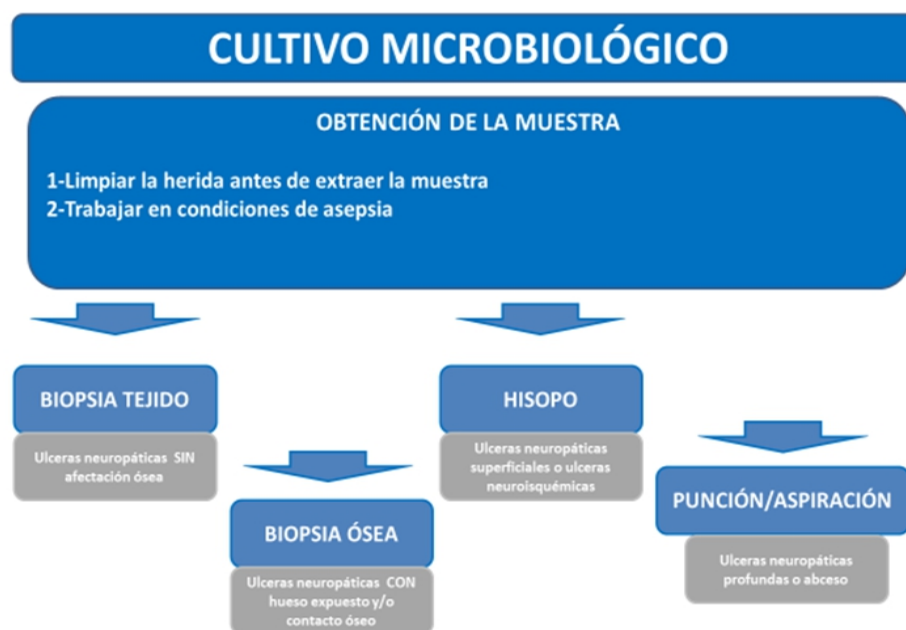 CULTIVO MICROBIOLÓGICO
OBTENCIÓN DE LA MUESTRA
1-Limpiar la herida antes de extraer la muestra
2-Trabajar en condiciones de asepsia
BIOPSIA TEJIDO
Ulceras neuropáticas SIN
afectación ósea
BIOPSIA ÓSEA
Ulceras neuropáticas CON
hueso expuesto y/o
contacto óseo
HISOPO
Ulceras neuropáticas
superficiales o ulceras
neuroisquémicas
PUNCIÓN/ASPIRACIÓN
Ulceras neuropáticas
profundas o abceso